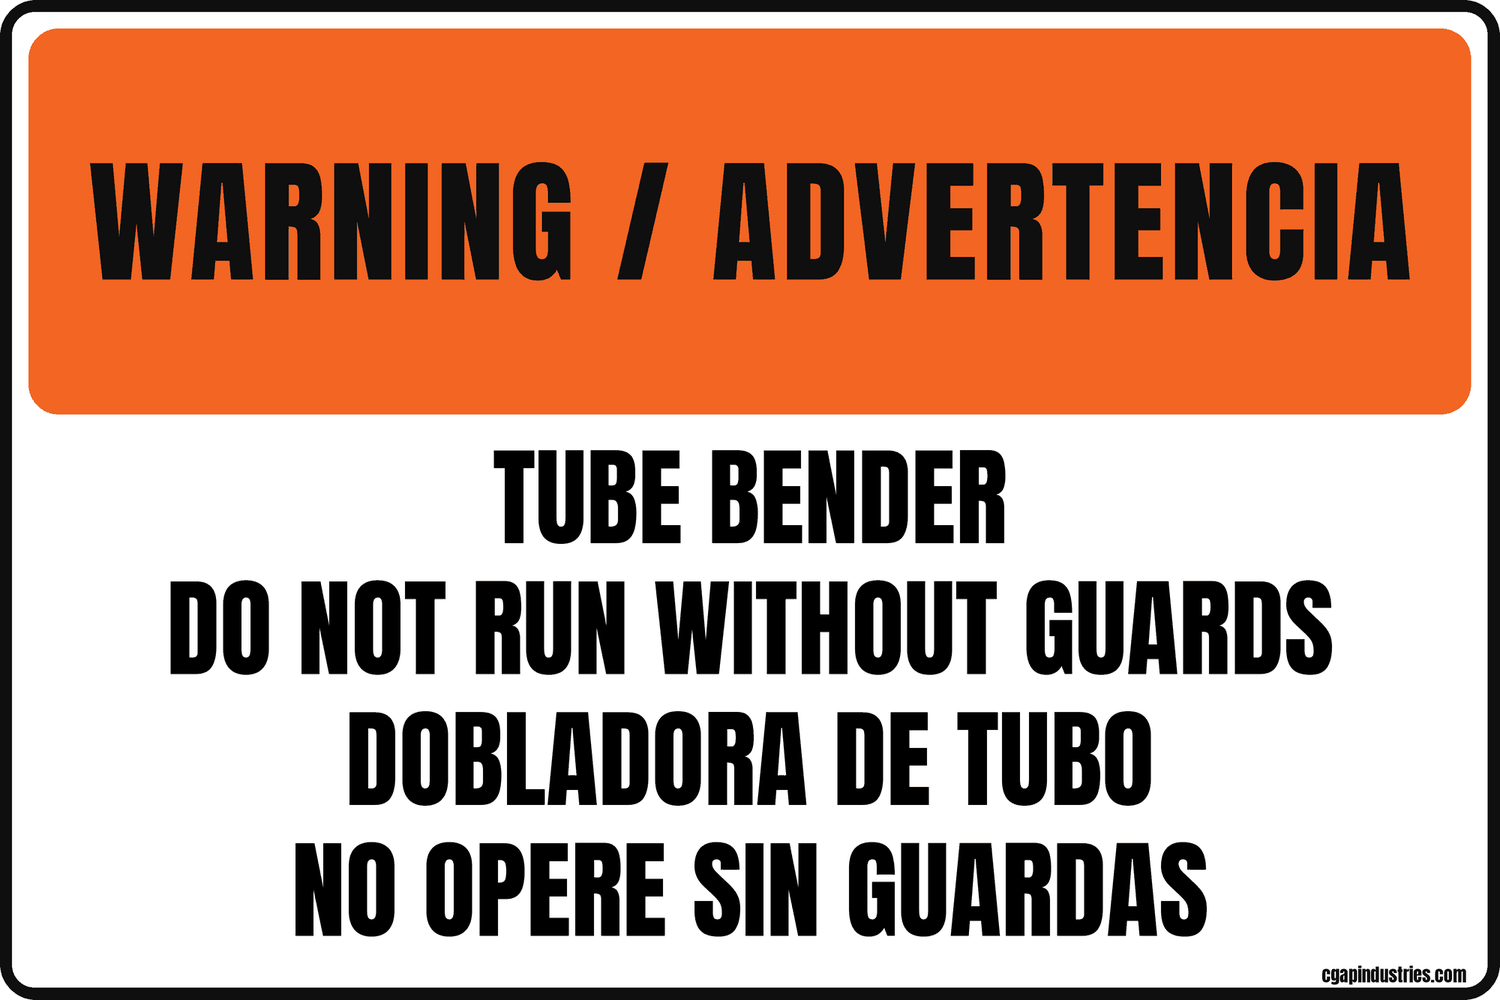 WARNING / ADVERTENCIA
TUBE BENDER
DO NOT RUN WITHOUT GUARDS
DOBLADORA DE TUBO
NO OPERE SIN GUARDAS
cgapindustries.com